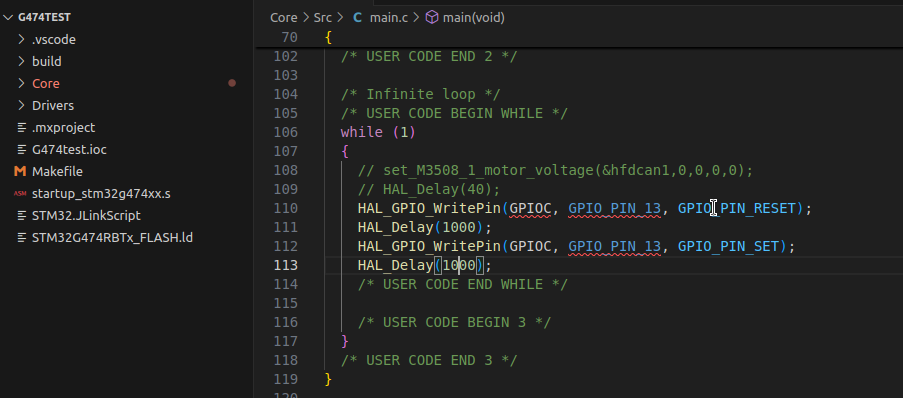 G474TEST
.vscode
build
Core
Drivers
.mxproject
G474test.ioc
Makefile
ASM startup_stm32g474xx.s
STM32.JLinkScript
STM32G474RBTx_FLASH.ld
Core > Src > C main.c > main(void)
70 {
102 /* USER CODE END 2 */
103
104 /* Infinite loop */
105 /* USER CODE BEGIN WHILE */
106 while (1)
107 {
108 // set_M3508_1_motor_voltage(&hfdcan1,0,0,0,0);
109 // HAL_Delay(40);
110 HAL_GPIO_WritePin(GPIOC, GPIO_PIN_13, GPIO_PIN_RESET);
111 HAL_Delay(1000);
112 HAL_GPIO_WritePin(GPIOC, GPIO_PIN_13, GPIO_PIN_SET);
113 HAL_Delay(1000);
114 /* USER CODE END WHILE */
115
116 /* USER CODE BEGIN 3 */
117 }
118 /* USER CODE END 3 */
119 }
120